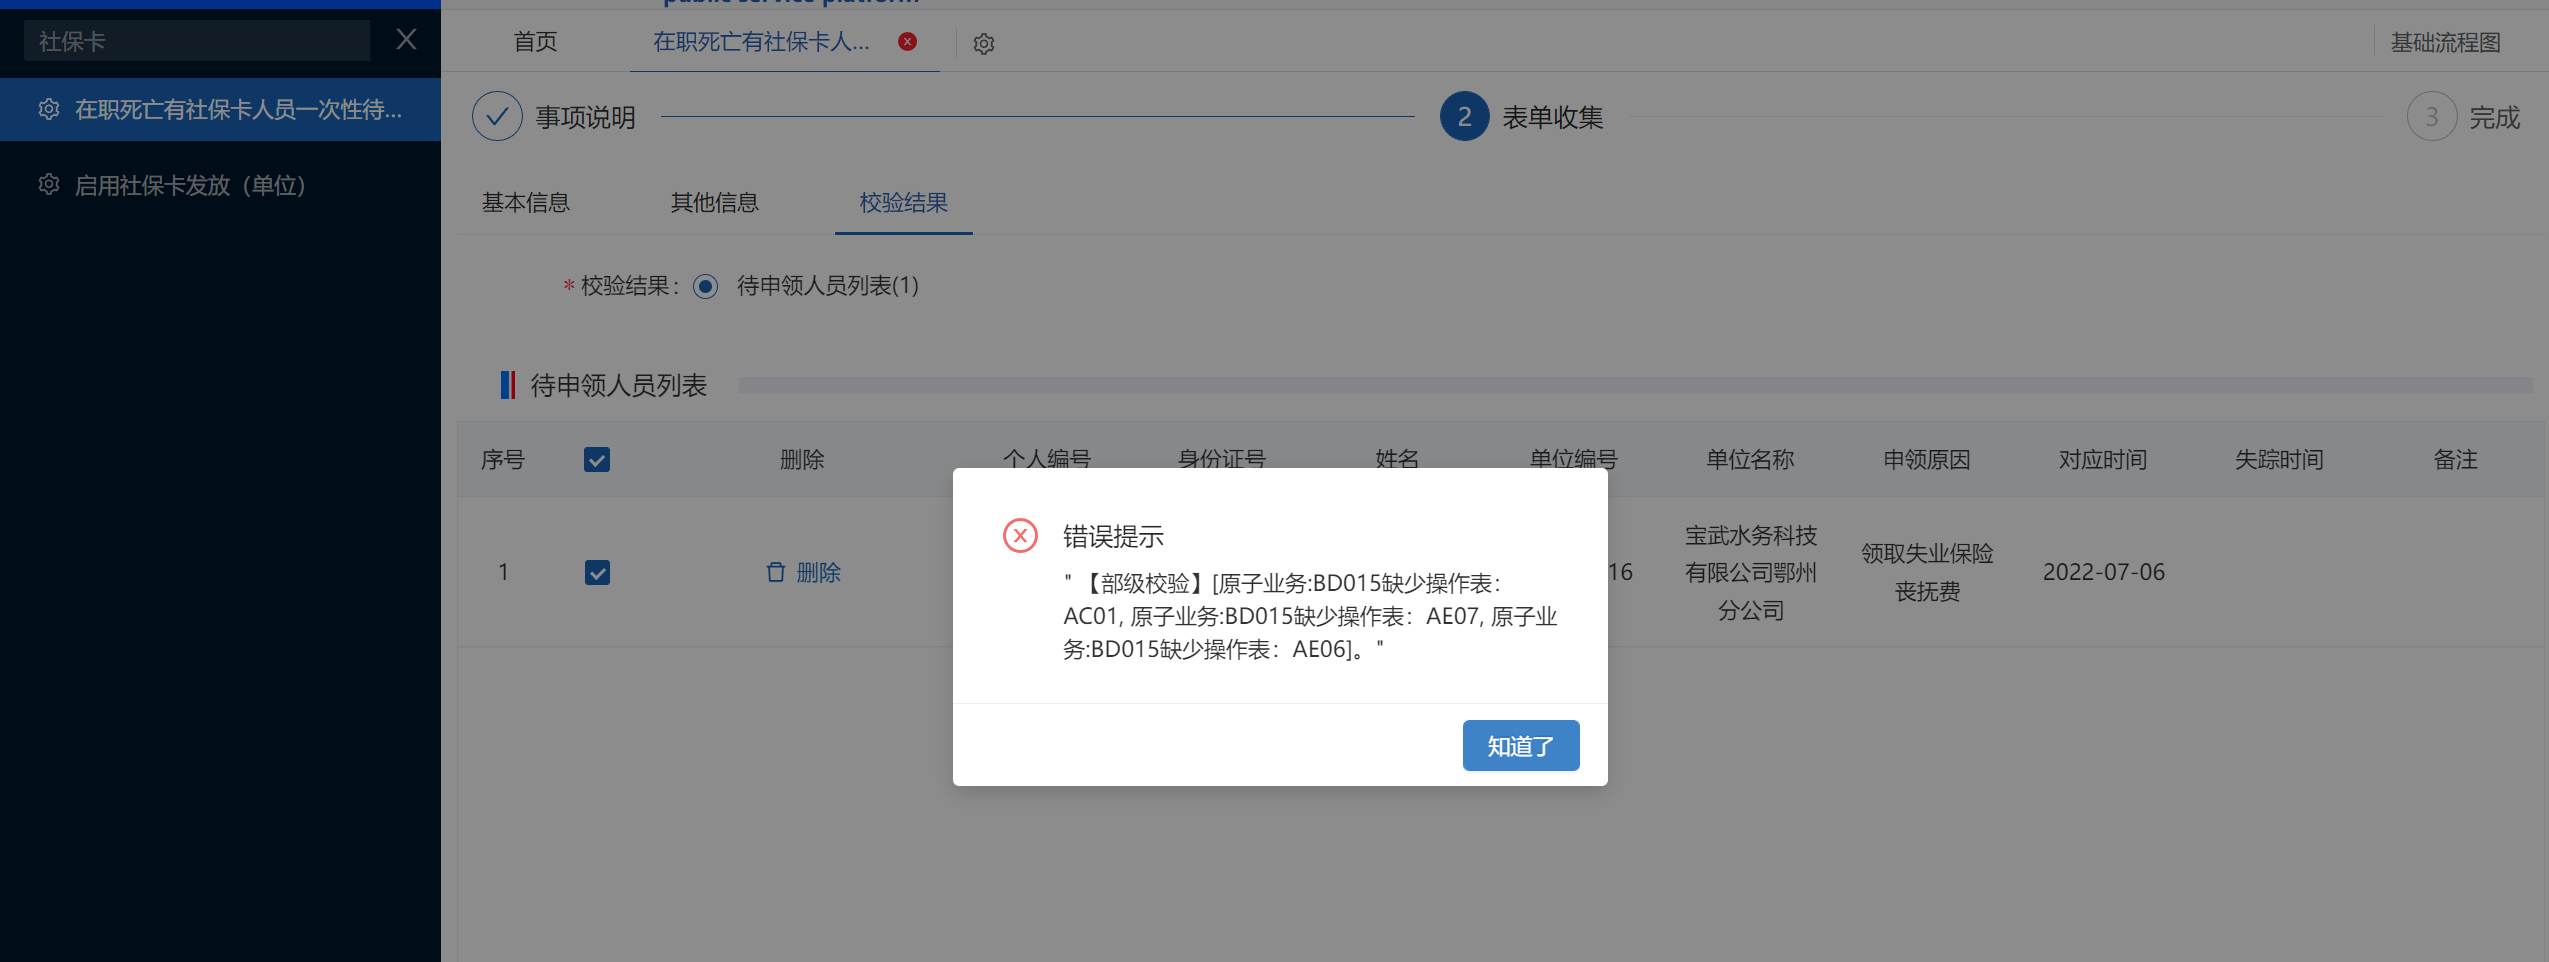 public service platform
社保卡
首页
在职死亡有社保卡人...
基础流程图
在职死亡有社保卡人员一次性待...
启用社保卡发放（单位）
事项说明
2 表单收集
3 完成
基本信息 其他信息 校验结果
* 校验结果： 待申领人员列表(1)
待申领人员列表
序号 删除 个人编号 身份证号 姓名 单位编号 单位名称 申领原因 对应时间 失踪时间 备注
1 删除 16 宝武水务科技 领取失业保险 2022-07-06
有限公司鄂州 丧抚费
分公司
错误提示
" 【部级校验】[原子业务:BD015缺少操作表：
AC01, 原子业务:BD015缺少操作表：AE07, 原子业
务:BD015缺少操作表：AE06]。"
知道了